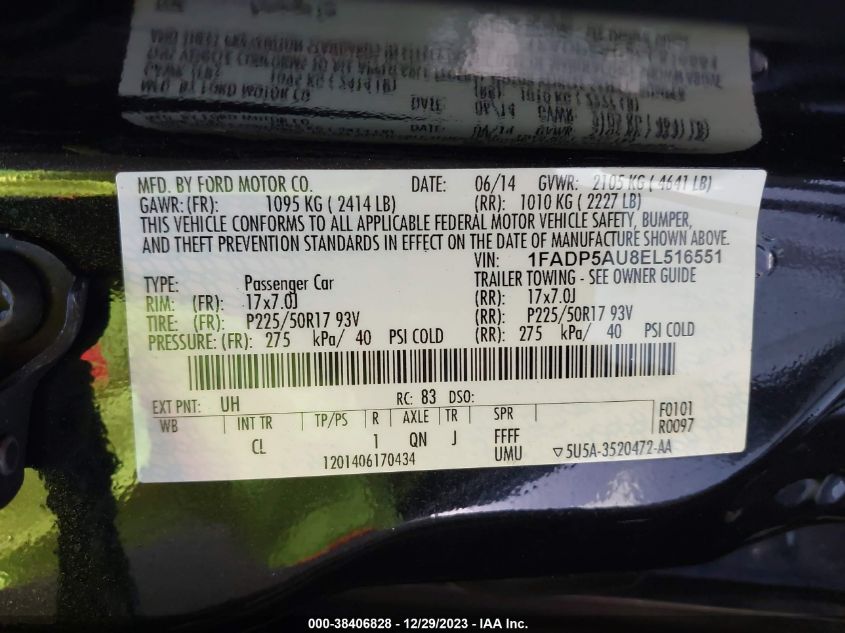 MFD. BY FORD MOTOR CO. DATE: 06/14 GVWR: 2105 KG ( 4641 LB)
GAWR: (FR): 1095 KG ( 2414 LB) (RR): 1010 KG ( 2227 LB)
THIS VEHICLE CONFORMS TO ALL APPLICABLE FEDERAL MOTOR VEHICLE SAFETY, BUMPER,
AND THEFT PREVENTION STANDARDS IN EFFECT ON THE DATE OF MANUFACTURE SHOWN ABOVE.
VIN: 1FADP5AU8EL516551
TYPE: Passenger Car TRAILER TOWING - SEE OWNER GUIDE
RIM: (FR): 17x7.0J (RR): 17x7.0J
TIRE: (FR): P225/50R17 93V (RR): P225/50R17 93V
PRESSURE: (FR): 275 kPa/ 40 PSI COLD (RR): 275 kPa/ 40 PSI COLD
EXT PNT: UH RC: 83 DSO: F0101
WB INT TR TP/PS R AXLE TR SPR R0097
CL 1 QN J FFFF
1201406170434 UMU ▽5U5A-3520472-AA
000-38406828 - 12/29/2023 - IAA Inc.